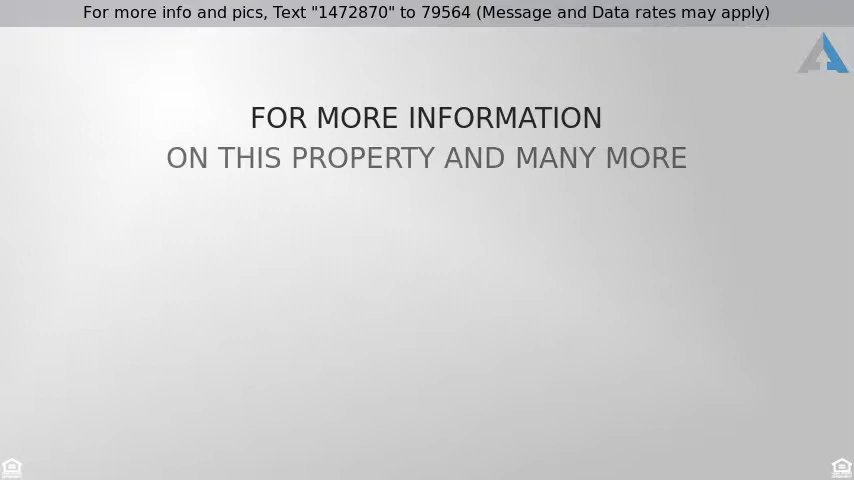 For more info and pics, Text "1472870" to 79564 (Message and Data rates may apply)
FOR MORE INFORMATION
ON THIS PROPERTY AND MANY MORE